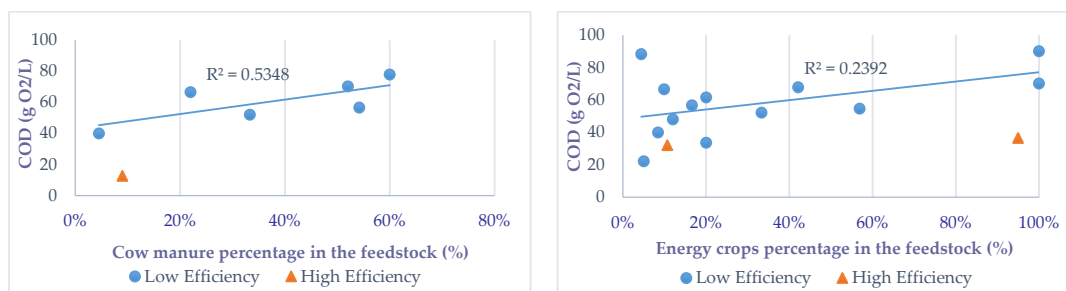 100
80
60
40
20
0
COD (g O2/L)
R² = 0.5348
0% 20% 40% 60% 80%
Cow manure percentage in the feedstock (%)
Low Efficiency High Efficiency
100
80
60
40
20
0
COD (g O2/L)
R² = 0.2392
0% 20% 40% 60% 80% 100%
Energy crops percentage in the feedstock (%)
Low Efficiency High Efficiency